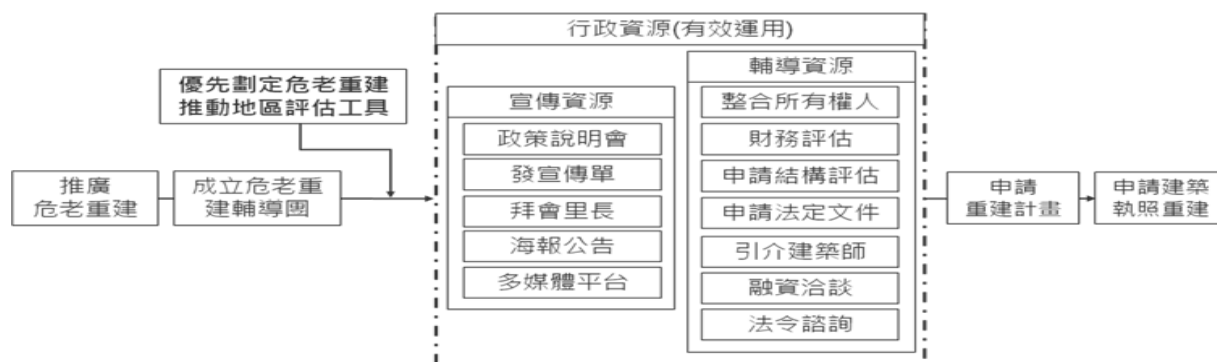 行政資源(有效運用)
優先劃定危老重建
推動地區評估工具
推廣
危老重建
成立危老重
建輔導團
宣傳資源
政策說明會
發宣傳單
拜會里長
海報公告
多媒體平台
輔導資源
整合所有權人
財務評估
申請結構評估
申請法定文件
引介建築師
融資洽談
法令諮詢
申請
重建計畫
申請建築
執照重建